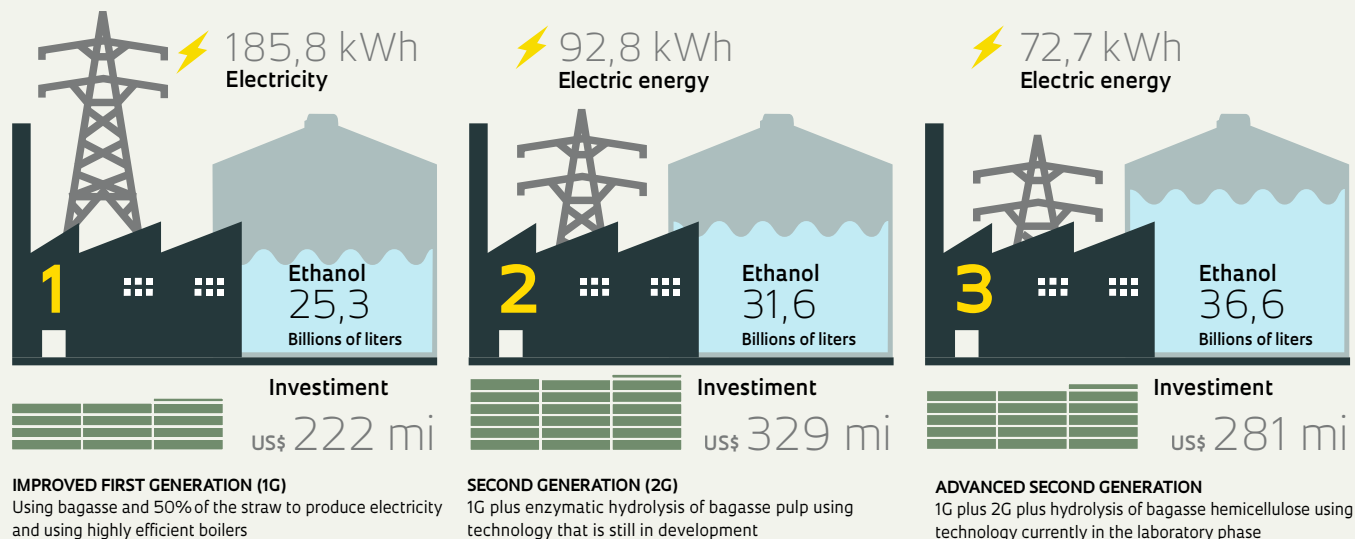 185,8 kWh
Electricity
1
Ethanol
25,3
Billions of liters
Investiment
US$ 222 mi
IMPROVED FIRST GENERATION (1G)
Using bagasse and 50% of the straw to produce electricity
and using highly efficient boilers
92,8 kWh
Electric energy
2
Ethanol
31,6
Billions of liters
Investiment
US$ 329 mi
SECOND GENERATION (2G)
1G plus enzymatic hydrolysis of bagasse pulp using
technology that is still in development
72,7 kWh
Electric energy
3
Ethanol
36,6
Billions of liters
Investiment
US$ 281 mi
ADVANCED SECOND GENERATION
1G plus 2G plus hydrolysis of bagasse hemicellulose using
technology currently in the laboratory phase